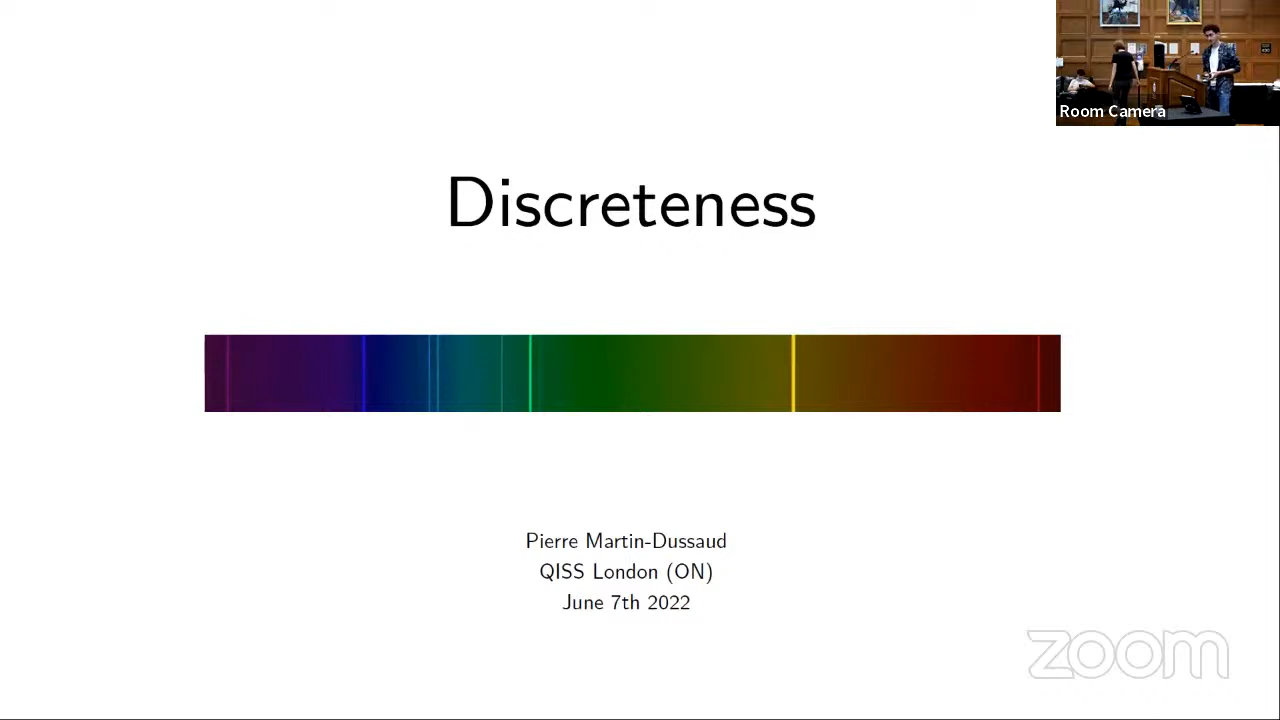 Room Camera
Discreteness
Pierre Martin-Dussaud
QISS London (ON)
June 7th 2022
zoom